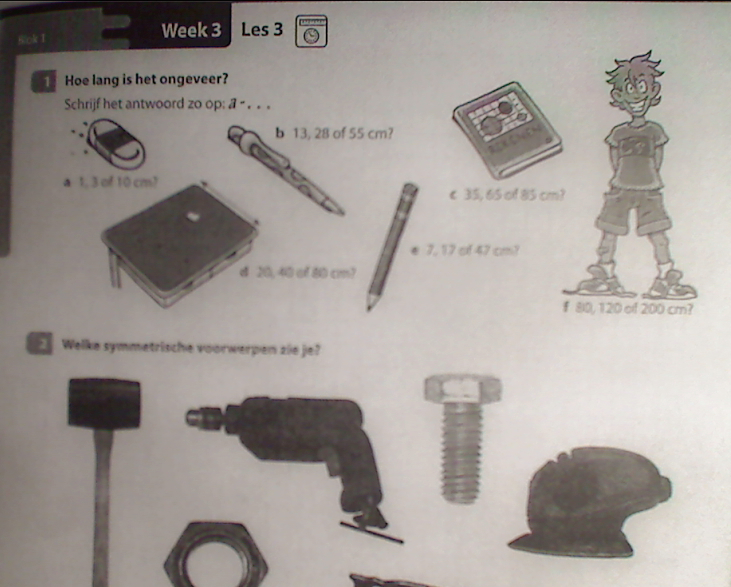 Blok 1
Week 3 Les 3
1 Hoe lang is het ongeveer?
Schrijf het antwoord zo op: a - . . .
b 13, 28 of 55 cm?
a 1, 3 of 10 cm?
c 35, 65 of 85 cm?
e 7, 17 of 47 cm?
d 20, 40 of 80 cm?
f 80, 120 of 200 cm?
2 Welke symmetrische voorwerpen zie je?